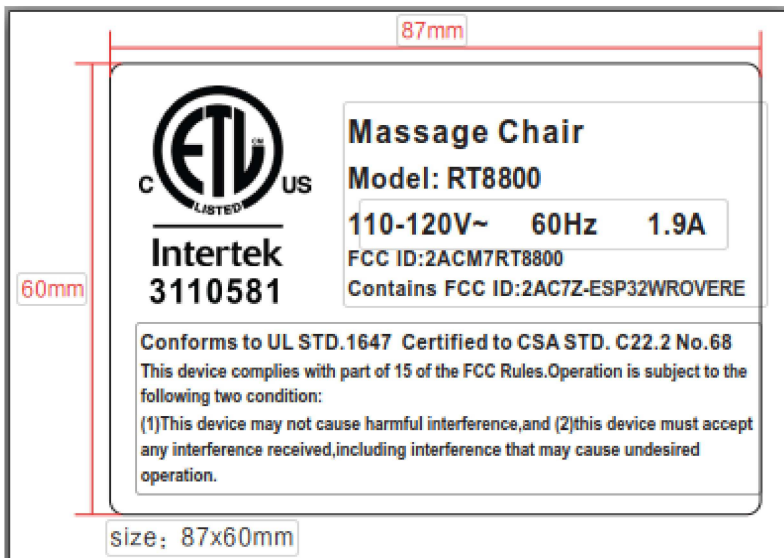 87mm
60mm
ETL CM
C US
LISTED
Intertek
3110581
Massage Chair
Model: RT8800
110-120V~ 60Hz 1.9A
FCC ID:2ACM7RT8800
Contains FCC ID:2AC7Z-ESP32WROVERE
Conforms to UL STD.1647 Certified to CSA STD. C22.2 No.68
This device complies with part of 15 of the FCC Rules.Operation is subject to the
following two condition:
(1)This device may not cause harmful interference,and (2)this device must accept
any interference received,including interference that may cause undesired
operation.
size：87x60mm